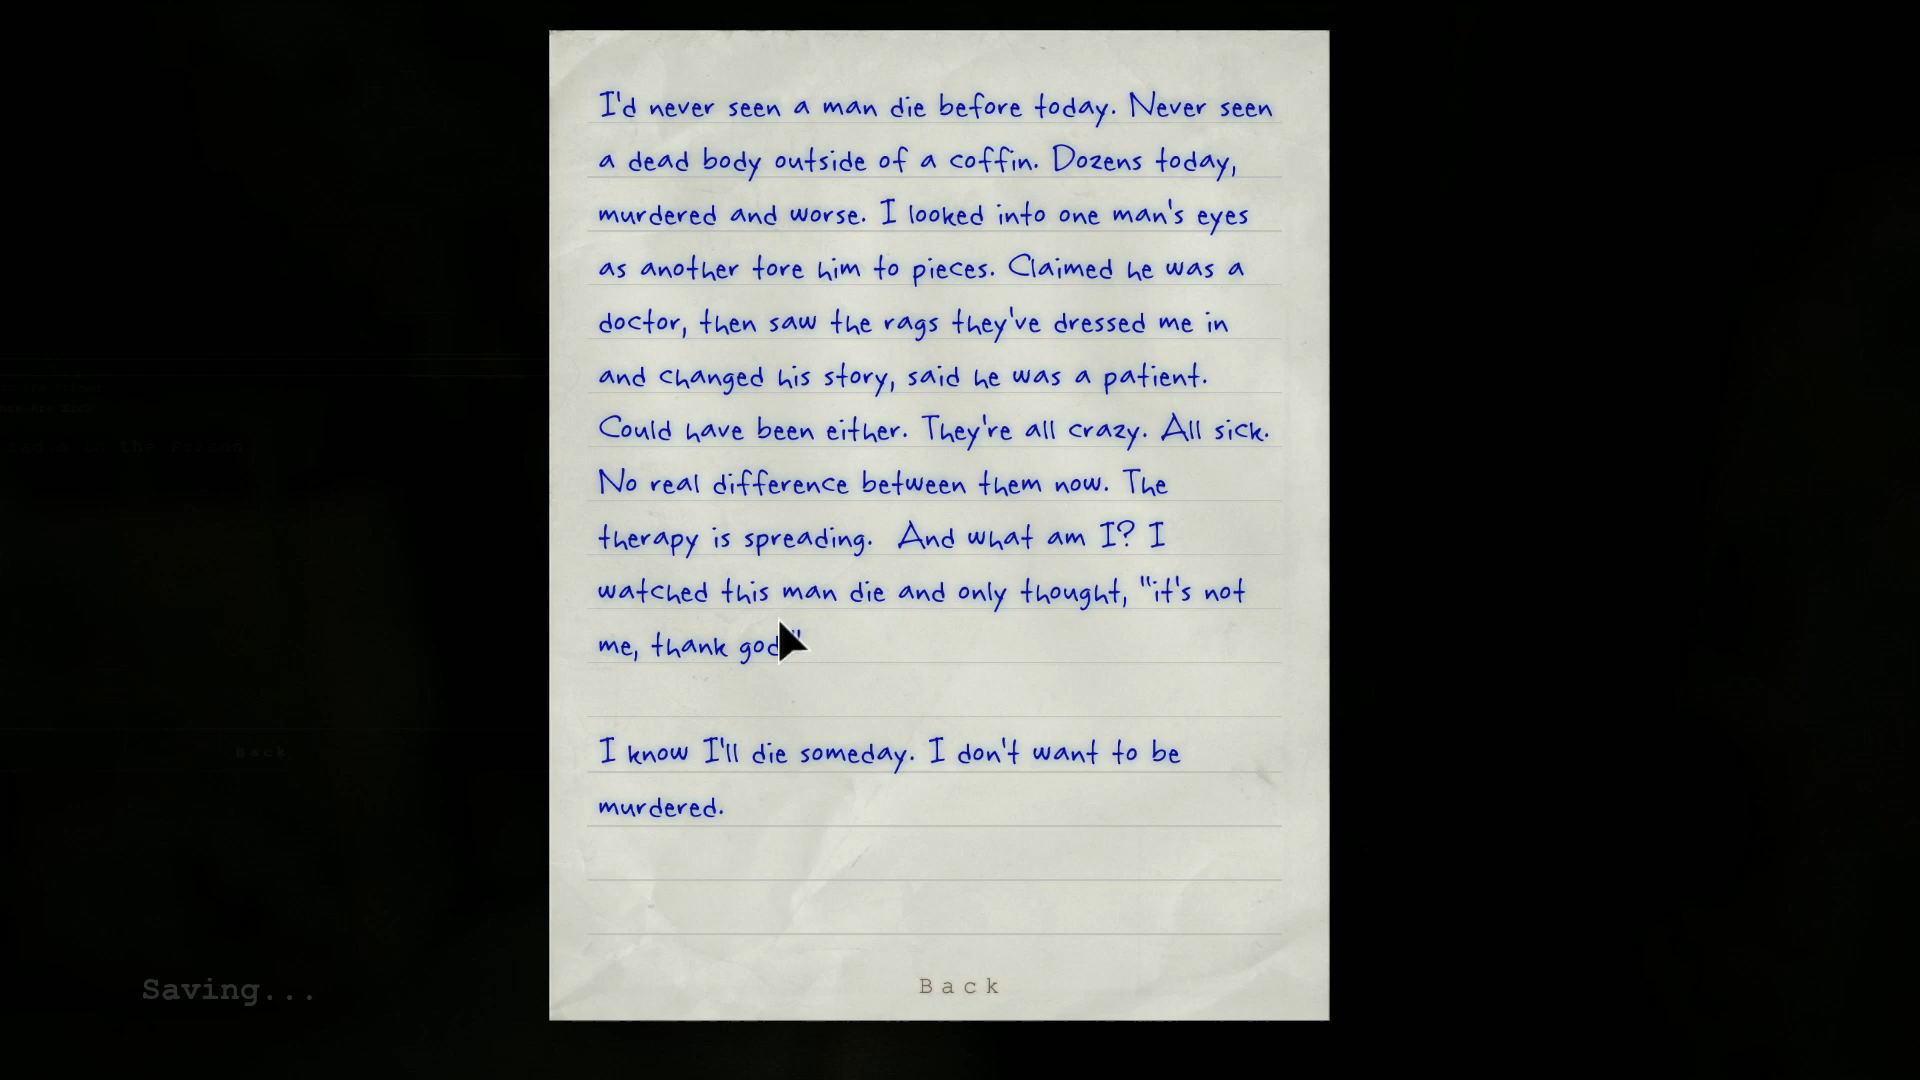 I'd never seen a man die before today. Never seen
a dead body outside of a coffin. Dozens today,
murdered and worse. I looked into one man's eyes
as another tore him to pieces. Claimed he was a
doctor, then saw the rags they've dressed me in
and changed his story, said he was a patient.
Could have been either. They're all crazy. All sick.
No real difference between them now. The
therapy is spreading.  And what am I? I
watched this man die and only thought, "it's not
me, thank god"
I know I'll die someday. I don't want to be
murdered.
Back
Saving...
Back